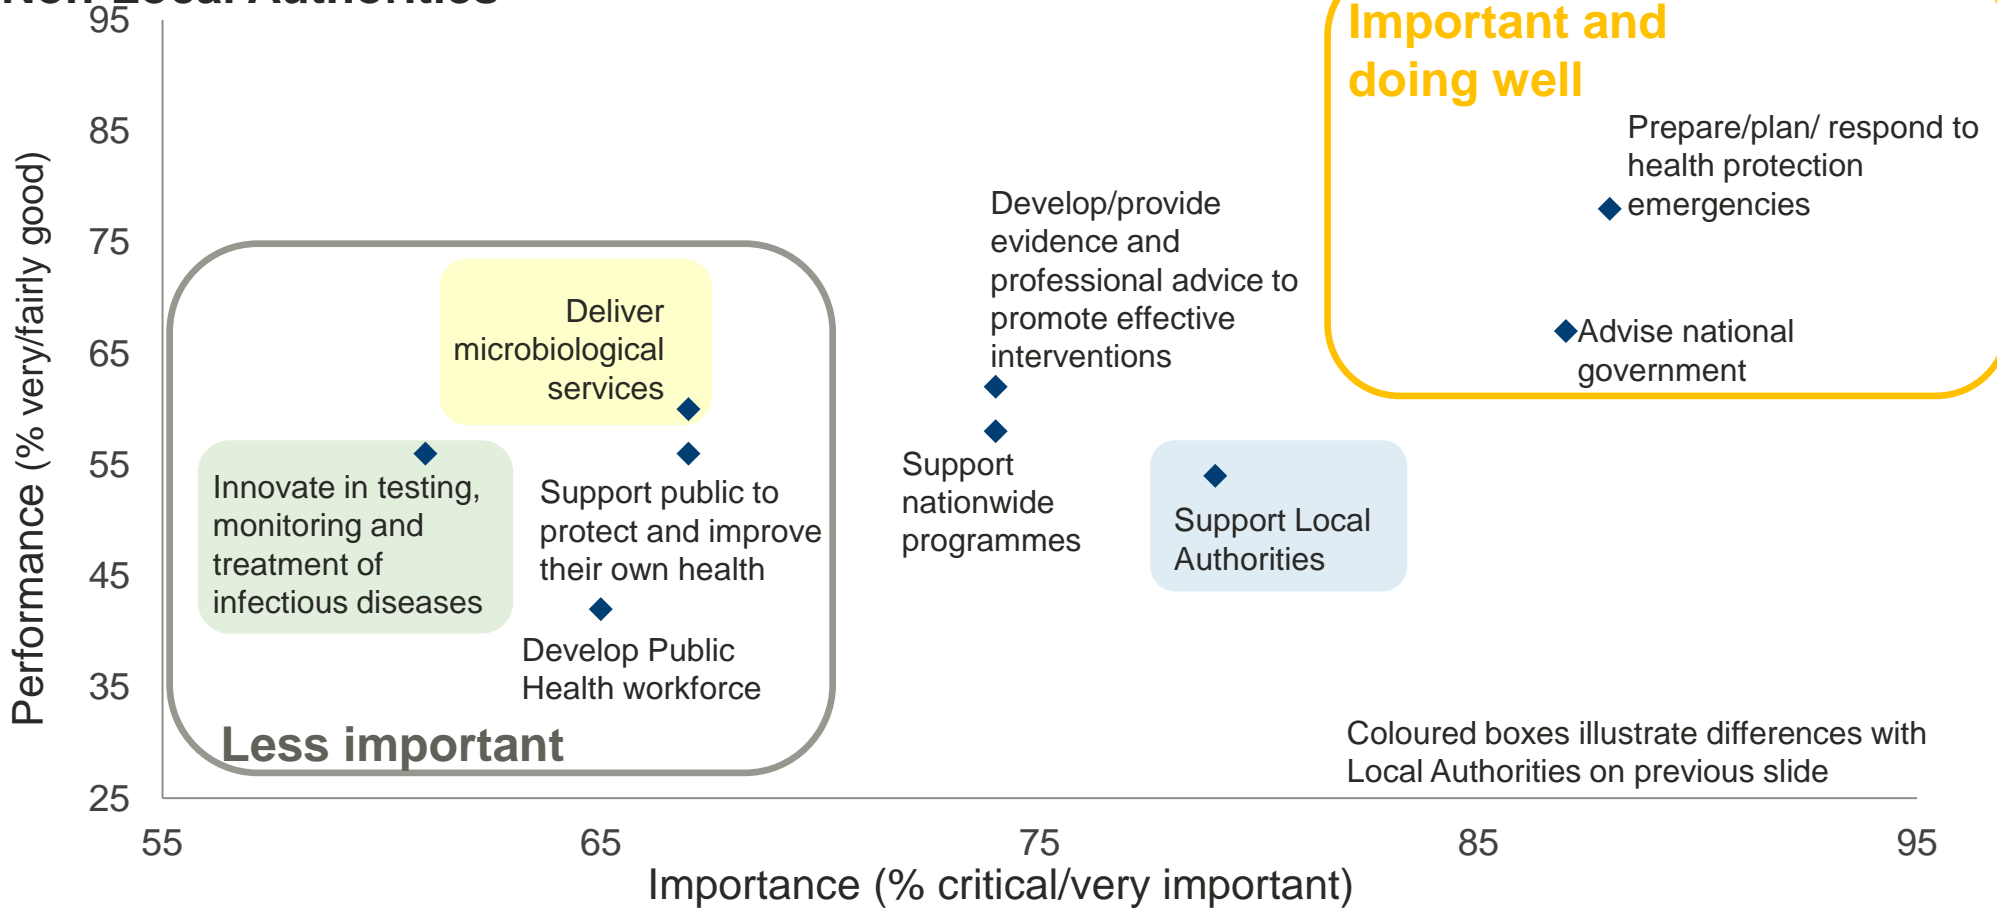 Non-Local Authorities
95
85
75
65
55
45
35
25
Performance (% very/fairly good)
Important and
doing well
Prepare/plan/ respond to
health protection
emergencies
Advise national
government
Develop/provide
evidence and
professional advice to
promote effective
interventions
Deliver
microbiological
services
Innovate in testing,
monitoring and
treatment of
infectious diseases
Support public to
protect and improve
their own health
Support
nationwide
programmes
Support Local
Authorities
Develop Public
Health workforce
Less important
Coloured boxes illustrate differences with
Local Authorities on previous slide
55
65
75
85
95
Importance (% critical/very important)